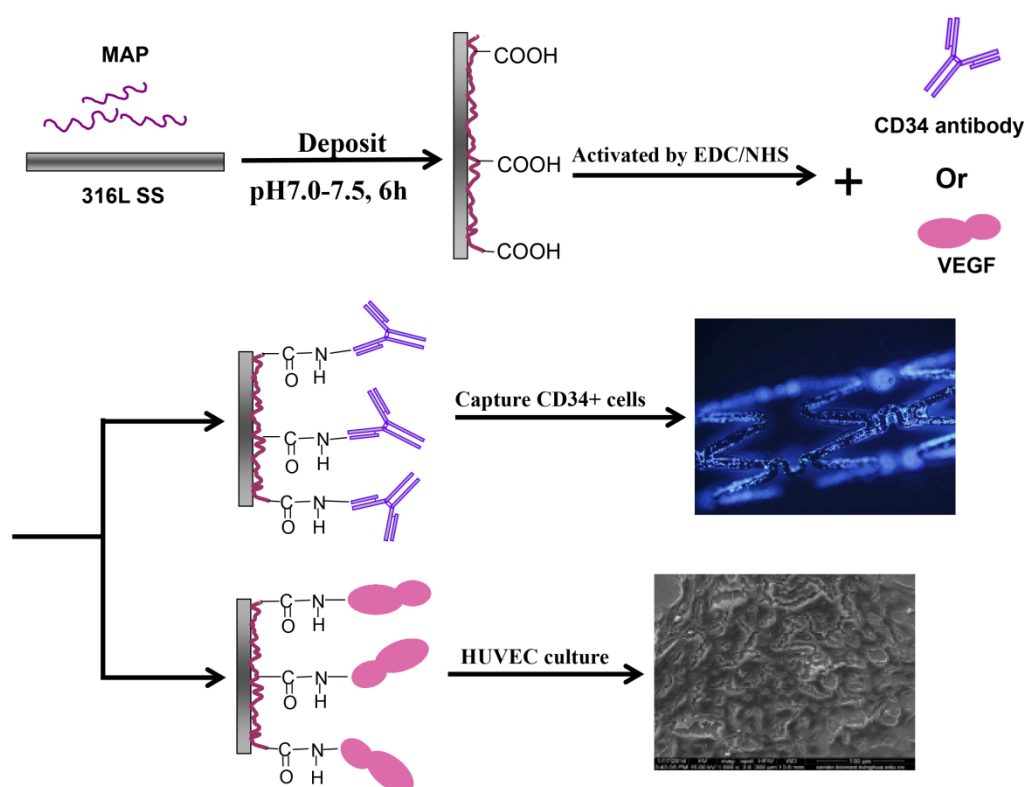 MAP
316L SS
Deposit
pH7.0-7.5, 6h
COOH
COOH
COOH
Activated by EDC/NHS
+
CD34 antibody
Or
VEGF
C
N
O
H
C
N
O
H
C
N
O
H
Capture CD34+ cells
C
N
O
H
C
N
O
H
C
N
O
H
HUVEC culture